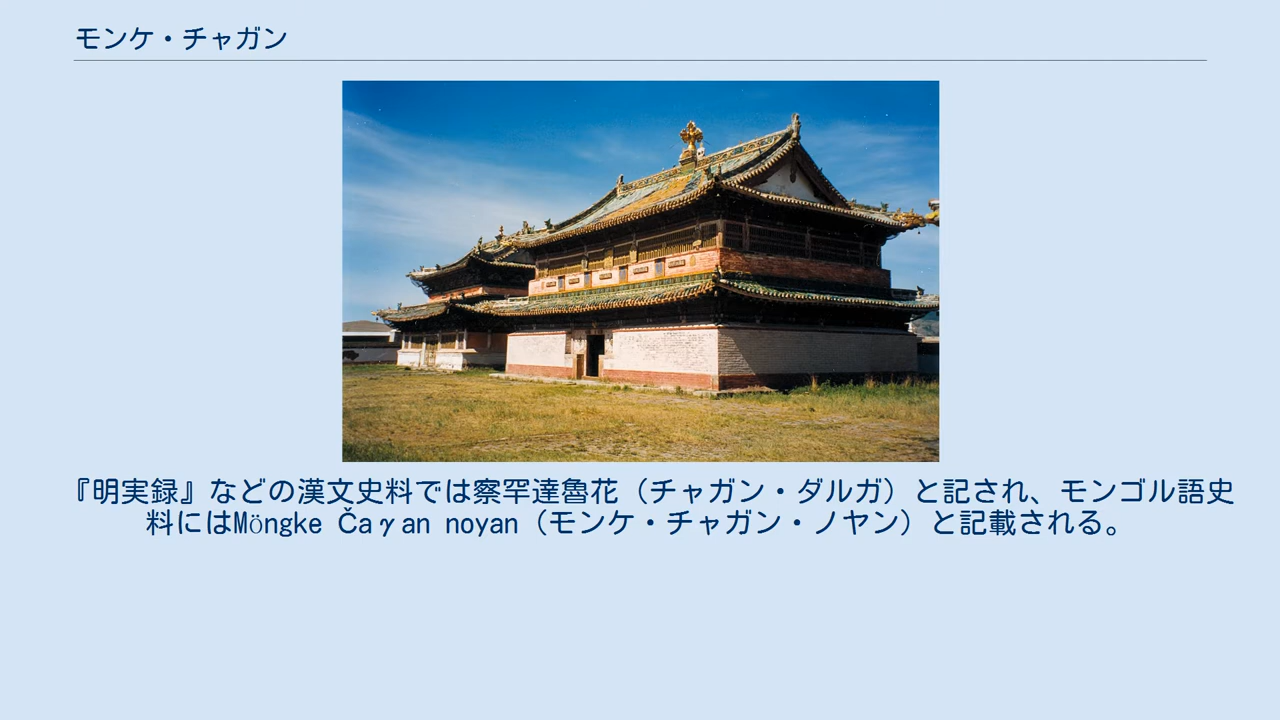 モンケ・チャガン
『明実録』などの漢文史料では察罕達魯花（チャガン・ダルガ）と記され、モンゴル語史
料にはMöngke Čaγan noyan（モンケ・チャガン・ノヤン）と記載される。